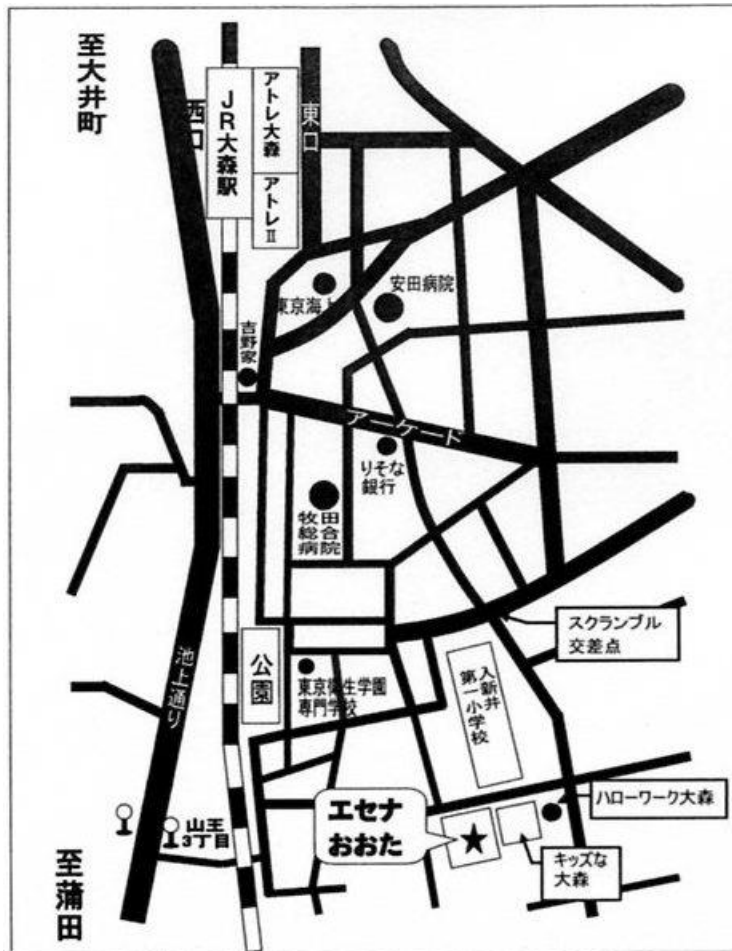 至大井町
西口
JR大森駅
アトレ大森
アトレⅡ
東口
東京海上
安田病院
吉野家
アーケード
りそな
銀行
牧田
総合
病院
スクランブル
交差点
公園
東京衛生学園
専門学校
入新井
第一小学校
池上通り
ハローワーク大森
エセナ
おおた
キッズな
大森
山王
3丁目
至蒲田